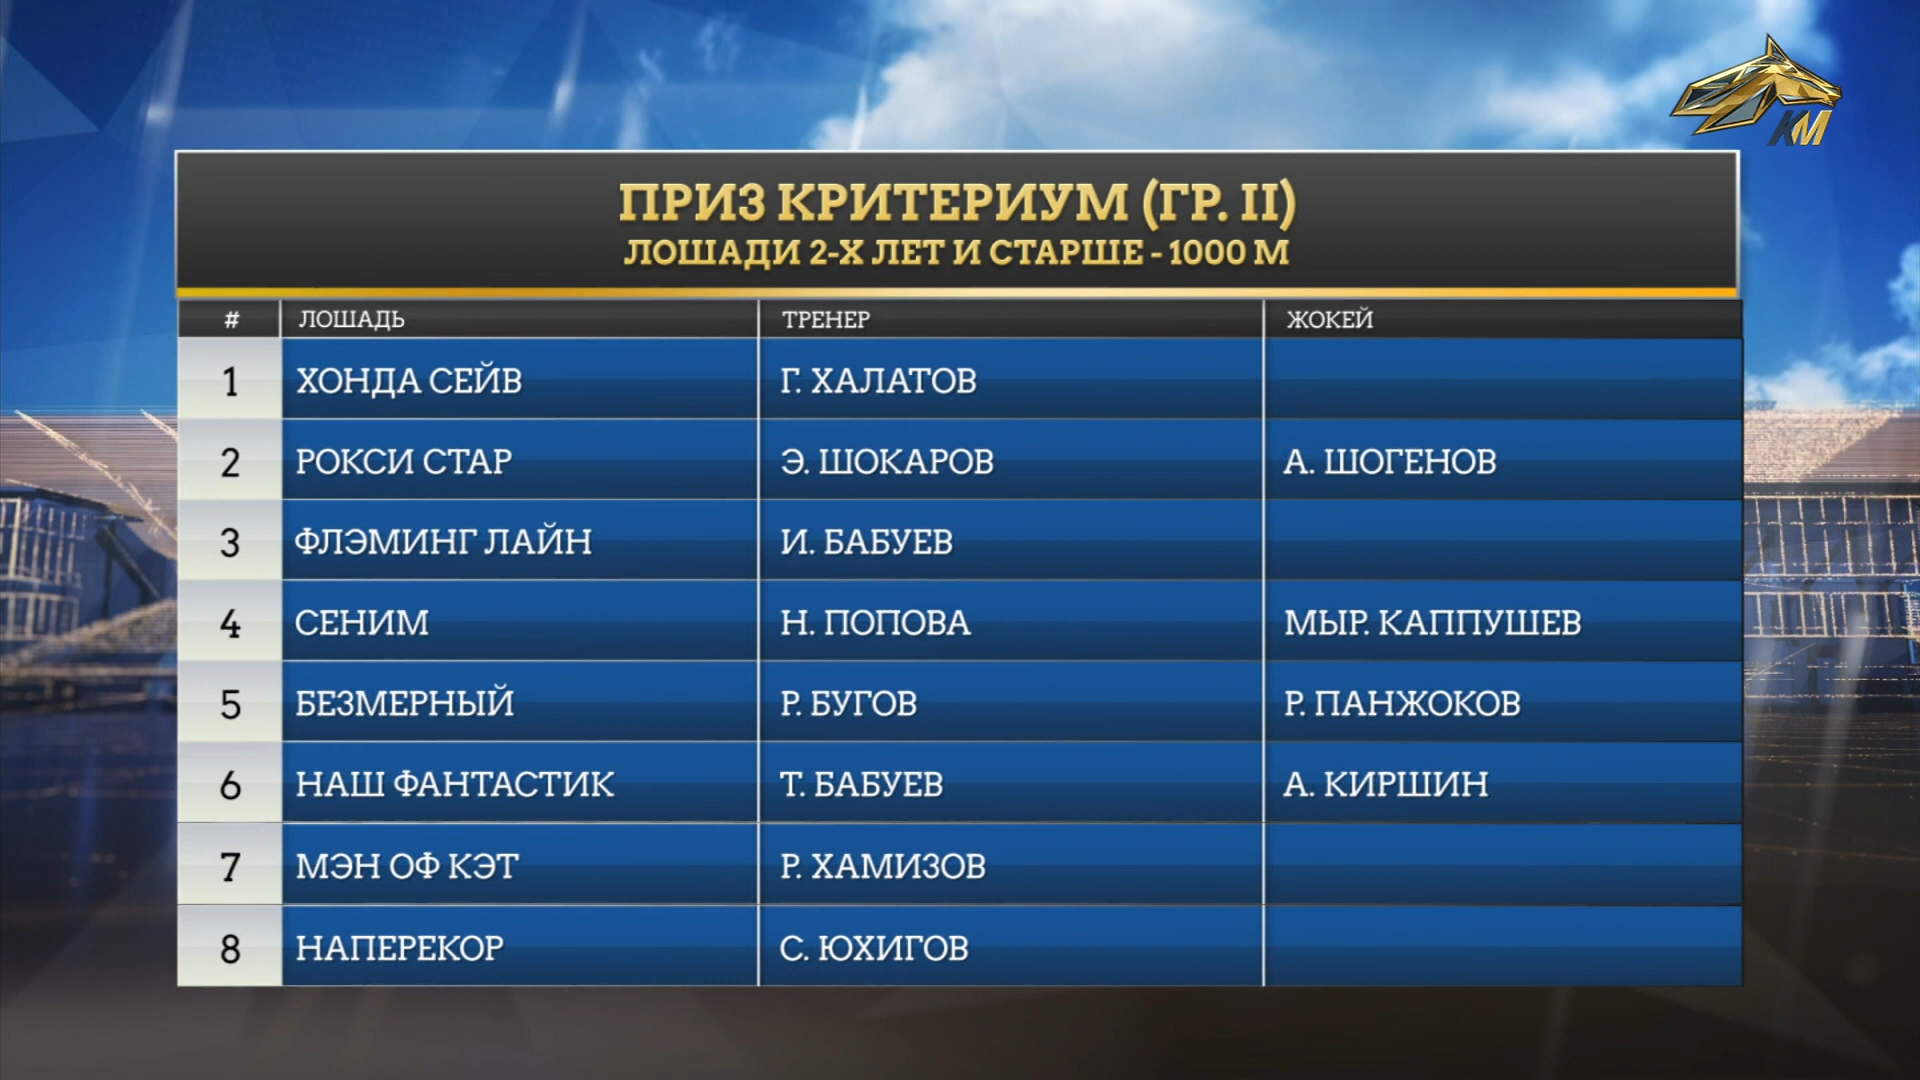 КМ
ПРИЗ КРИТЕРИУМ (ГР. II)
ЛОШАДИ 2-Х ЛЕТ И СТАРШЕ - 1000 М
# ЛОШАДЬ ТРЕНЕР ЖОКЕЙ
1 ХОНДА СЕЙВ Г. ХАЛАТОВ
2 РОКСИ СТАР Э. ШОКАРОВ А. ШОГЕНОВ
3 ФЛЭМИНГ ЛАЙН И. БАБУЕВ
4 СЕНИМ Н. ПОПОВА МЫР. КАППУШЕВ
5 БЕЗМЕРНЫЙ Р. БУГОВ Р. ПАНЖОКОВ
6 НАШ ФАНТАСТИК Т. БАБУЕВ А. КИРШИН
7 МЭН ОФ КЭТ Р. ХАМИЗОВ
8 НАПЕРЕКОР С. ЮХИГОВ